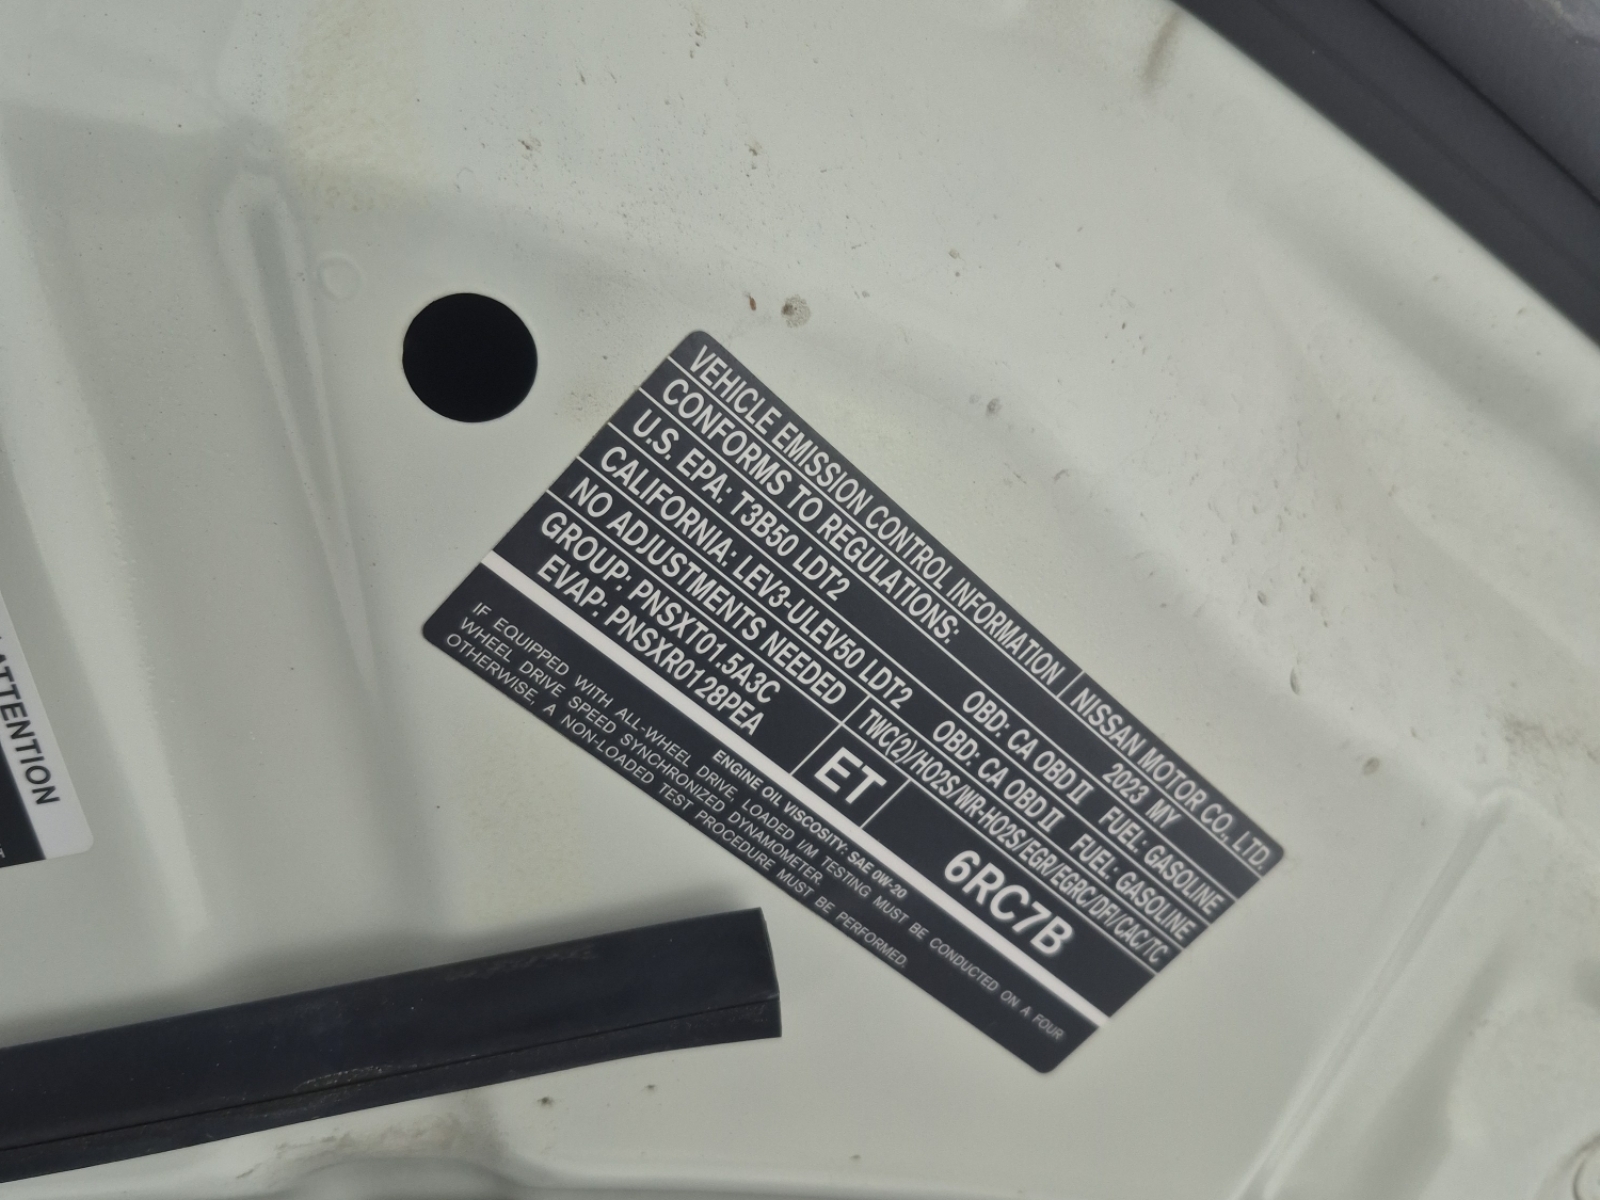 VEHICLE EMISSION CONTROL INFORMATION NISSAN MOTOR CO., LTD.
CONFORMS TO REGULATIONS: 2023 MY
U.S. EPA: T3B50 LDT2 OBD: CA OBD II FUEL: GASOLINE
CALIFORNIA: LEV3-ULEV50 LDT2 OBD: CA OBD II FUEL: GASOLINE
NO ADJUSTMENTS NEEDED TWC(2)/HO2S/WR-HO2S/EGR/EGRC/DFI/CAC/TC
GROUP: PNSXT01.5A3C
EVAP: PNSXR0128PEA
ET
6RC7B
ENGINE OIL VISCOSITY: SAE 0W-20
IF EQUIPPED WITH ALL-WHEEL DRIVE, LOADED I/M TESTING MUST BE CONDUCTED ON A FOUR
WHEEL DRIVE SPEED SYNCHRONIZED DYNAMOMETER.
OTHERWISE, A NON-LOADED TEST PROCEDURE MUST BE PERFORMED.
ATTENTION